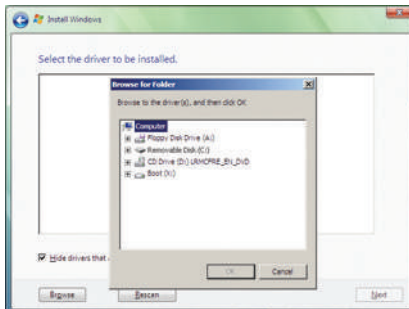 Install Windows
Select the driver to be installed.
Browse for Folder
Browse to the driver(s), and then click OK
Computer
Floppy Disk Drive (A:)
Removable Disk (C:)
CD Drive (D:) LRMCFRE_EN_DVD
Boot (X:)
OK
Cancel
Hide drivers that
Browse
Rescan
Next